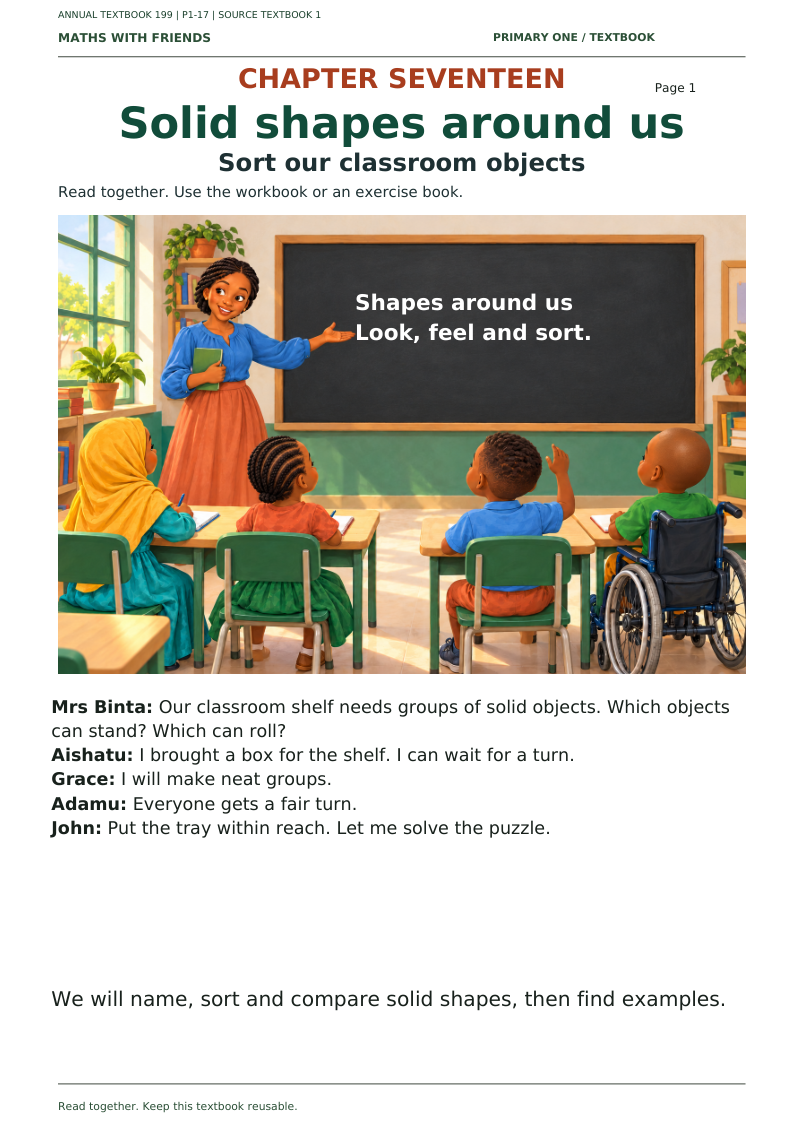 ANNUAL TEXTBOOK 199 | P1-17 | SOURCE TEXTBOOK 1
MATHS WITH FRIENDS
PRIMARY ONE / TEXTBOOK
CHAPTER SEVENTEEN
Page 1
Solid shapes around us
Sort our classroom objects
Read together. Use the workbook or an exercise book.
Shapes around us
Look, feel and sort.
Mrs Binta: Our classroom shelf needs groups of solid objects. Which objects
can stand? Which can roll?
Aishatu: I brought a box for the shelf. I can wait for a turn.
Grace: I will make neat groups.
Adamu: Everyone gets a fair turn.
John: Put the tray within reach. Let me solve the puzzle.
We will name, sort and compare solid shapes, then find examples.
Read together. Keep this textbook reusable.